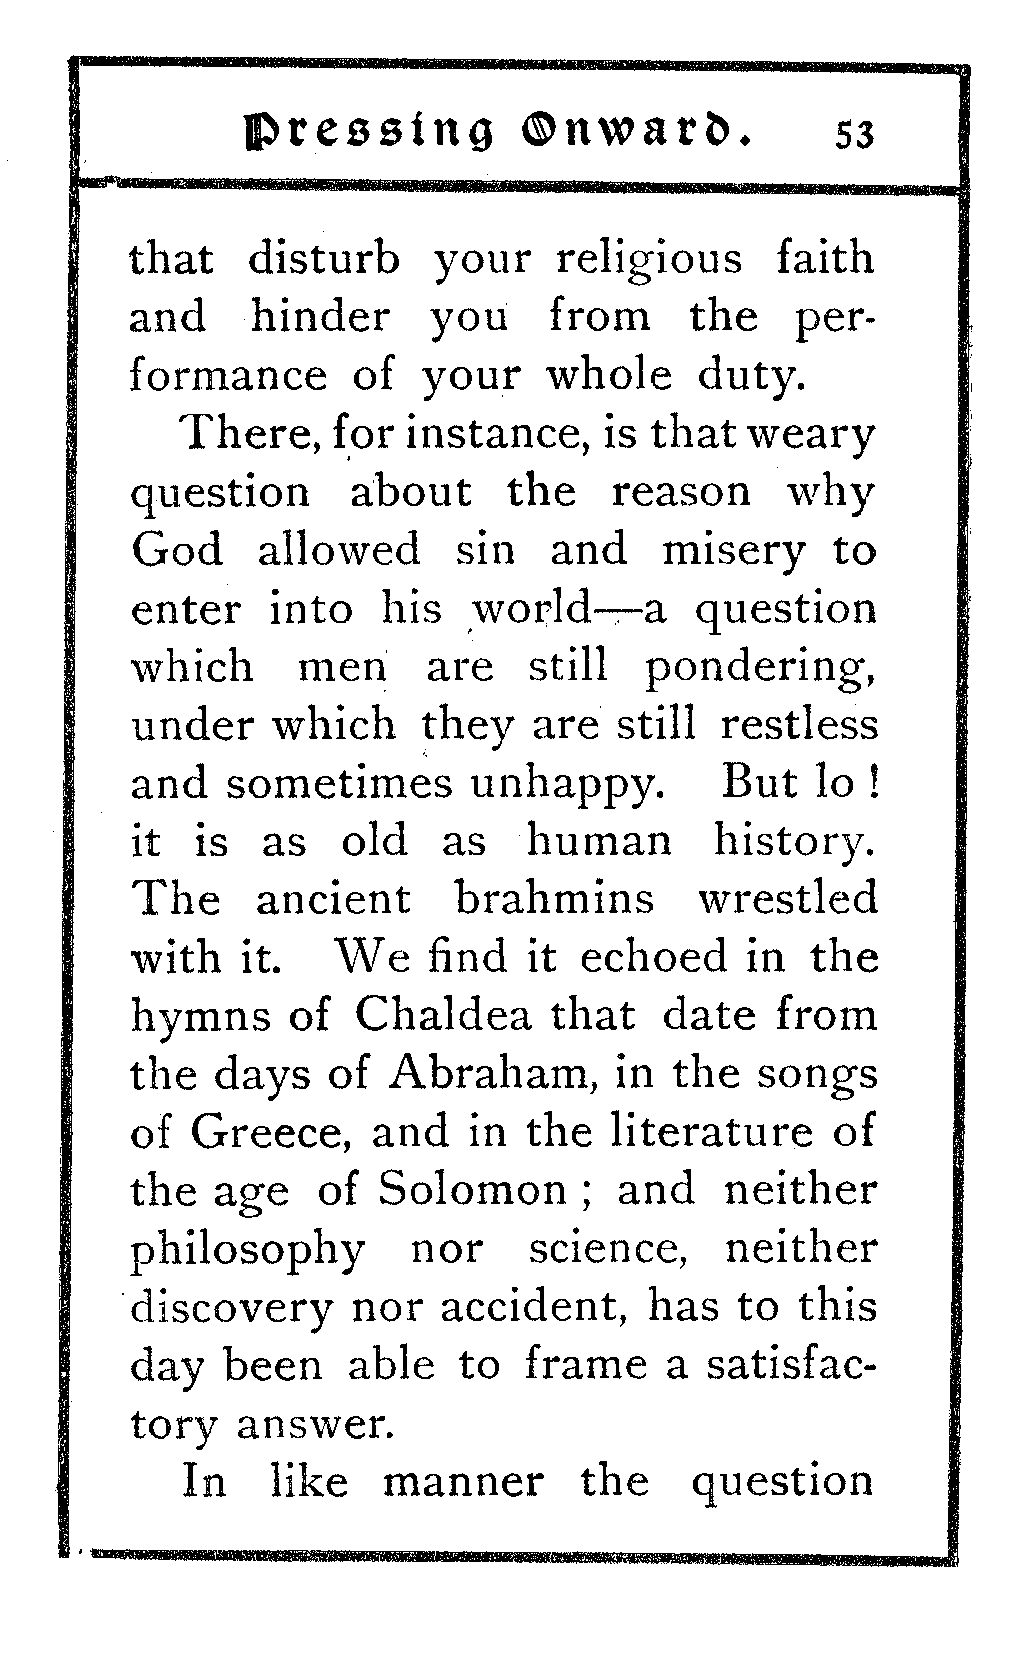 Pressing Onward. 53
that disturb your religious faith
and hinder you from the per-
formance of your whole duty.
There, for instance, is that weary
question about the reason why
God allowed sin and misery to
enter into his world—a question
which men are still pondering,
under which they are still restless
and sometimes unhappy. But lo !
it is as old as human history.
The ancient brahmins wrestled
with it. We find it echoed in the
hymns of Chaldea that date from
the days of Abraham, in the songs
of Greece, and in the literature of
the age of Solomon ; and neither
philosophy nor science, neither
discovery nor accident, has to this
day been able to frame a satisfac-
tory answer.
In like manner the question